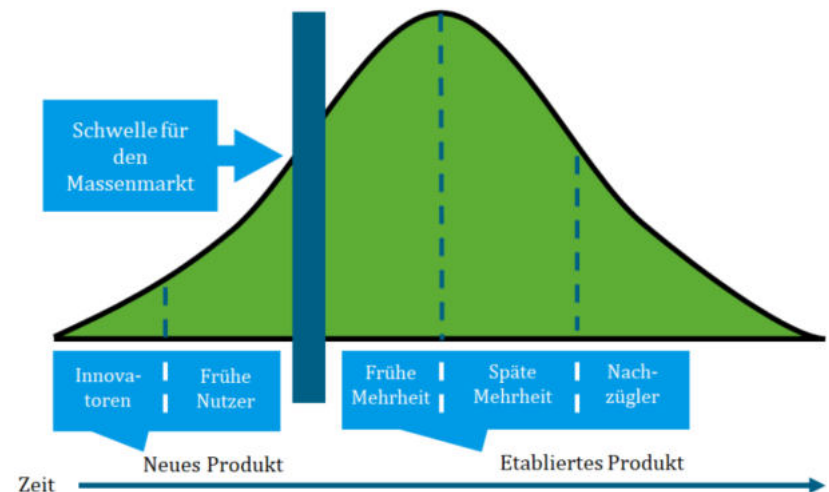 Schwelle für
den
Massenmarkt
Innova-
toren
Frühe
Nutzer
Frühe
Mehrheit
Späte
Mehrheit
Nach-
zügler
Neues Produkt
Etabliertes Produkt
Zeit